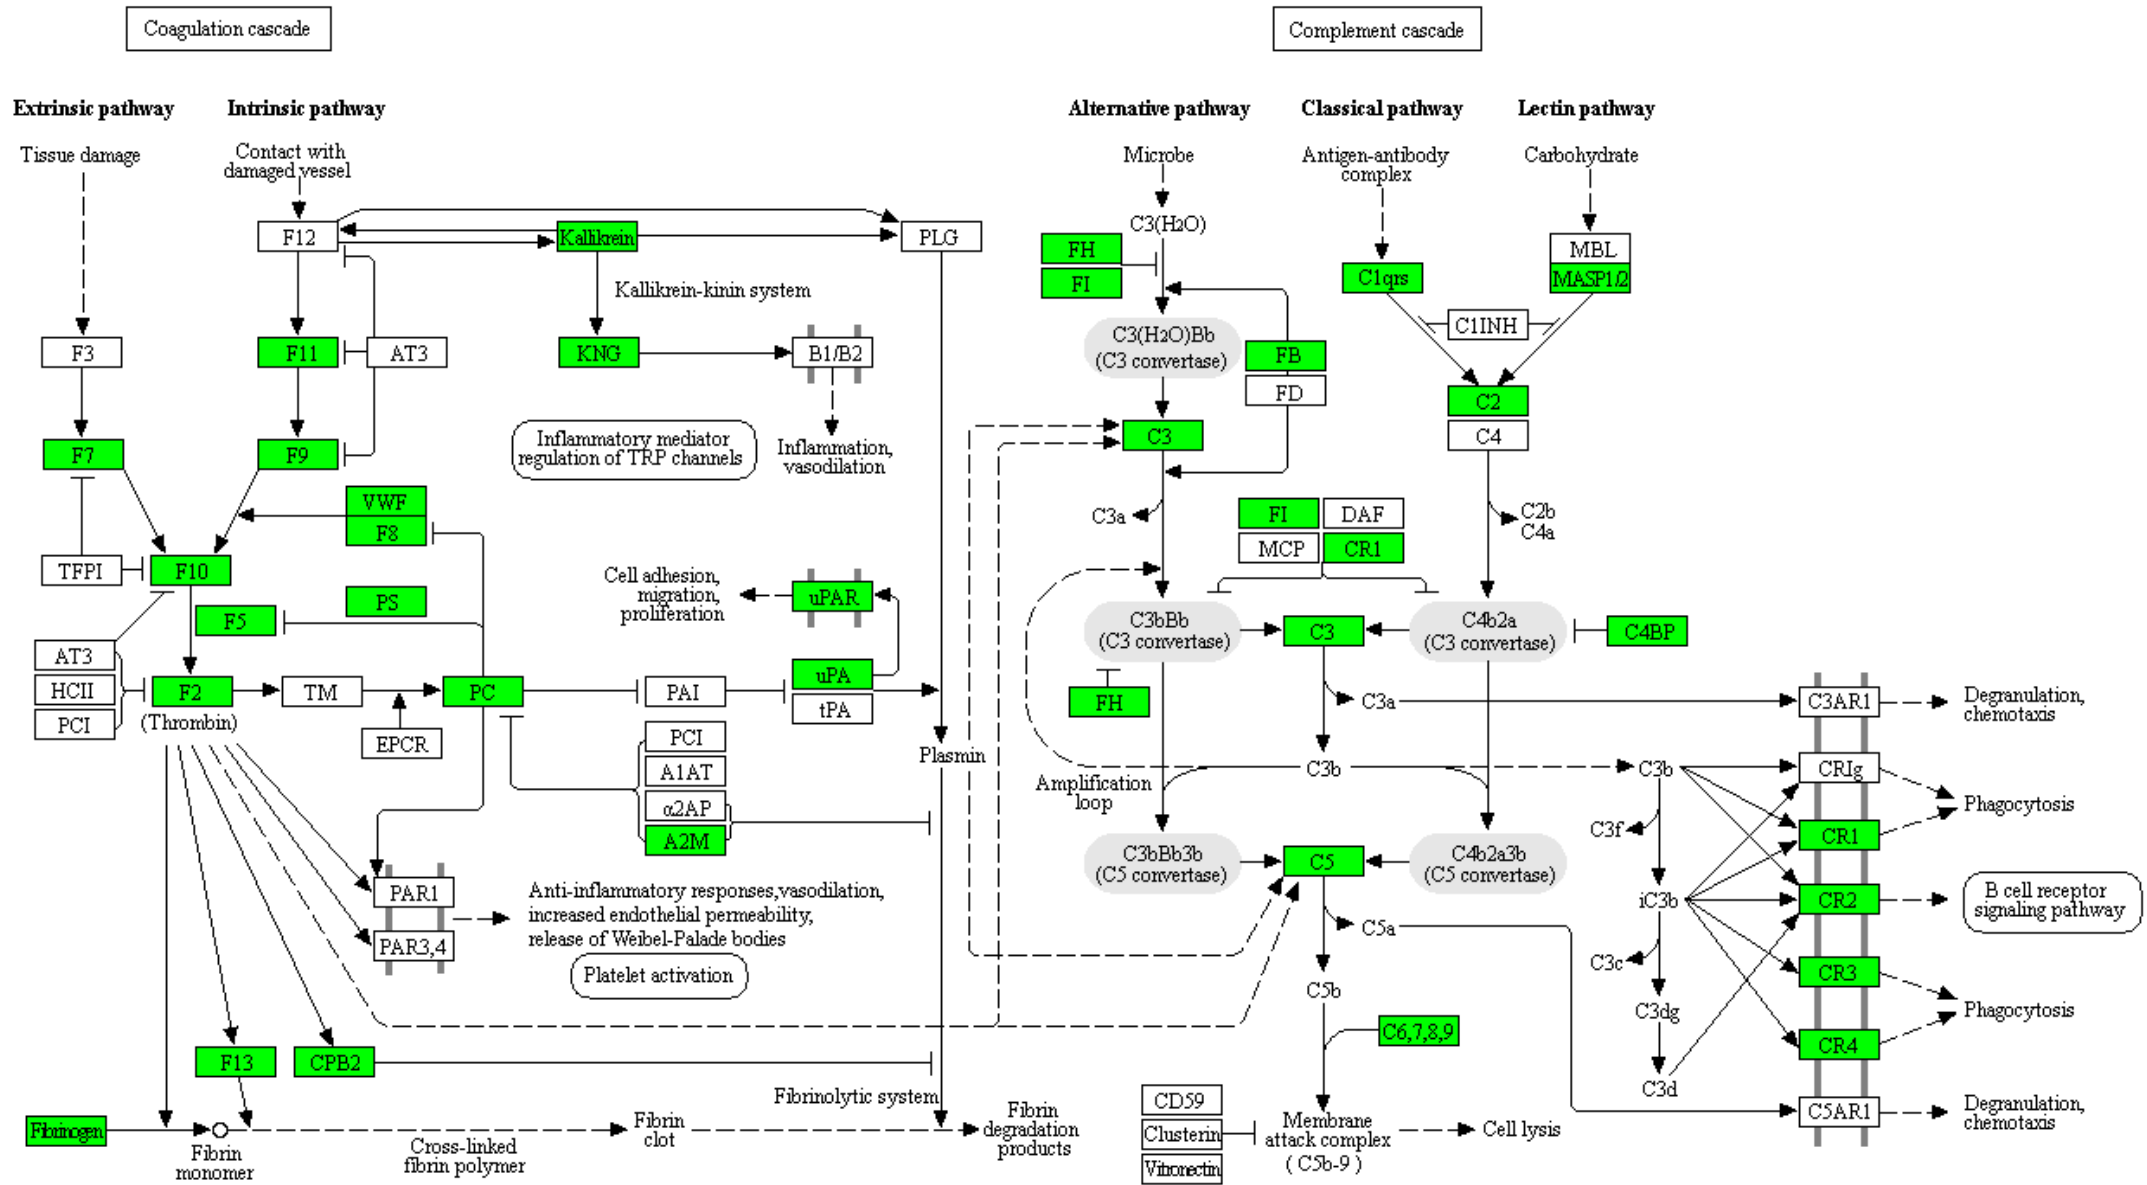 Coagulation cascade
Complement cascade
Extrinsic pathway
Intrinsic pathway
Alternative pathway
Classical pathway
Lectin pathway
Tissue damage
Contact with
damaged vessel
Microbe
Antigen-antibody
complex
Carbohydrate
F12
Kallikrein
PLG
C3(H2O)
FH
FI
C1qrs
MBL
MASP1/2
Kallikrein-kinin system
C1INH
F3
F11
AT3
KNG
B1/B2
C3(H2O)Bb
(C3 convertase)
FB
FD
C2
C4
Inflammatory mediator
regulation of TRP channels
Inflammation,
vasodilation
C3
F7
F9
VWF
F8
C3a
FI
DAF
MCP
CR1
C2b
C4a
TFPI
F10
PS
F5
Cell adhesion,
migration,
proliferation
uPAR
C3bBb
(C3 convertase)
C3
C4b2a
(C3 convertase)
C4BP
AT3
HCII
PCI
F2
(Thrombin)
TM
PC
PAI
uPA
tPA
EPCR
FH
C3a
C3AR1
Degranulation,
chemotaxis
PCI
A1AT
α2AP
A2M
Plasmin
Amplification
loop
C3b
C3b
CRIg
Phagocytosis
C3f
CR1
C3bBb3b
(C5 convertase)
C5
C4b2a3b
(C5 convertase)
PAR1
PAR3,4
Anti-inflammatory responses,vasodilation,
increased endothelial permeability,
release of Weibel-Palade bodies
Platelet activation
iC3b
CR2
B cell receptor
signaling pathway
C5a
C3c
CR3
C5b
C3dg
Phagocytosis
C6,7,8,9
CR4
C3d
F13
CPB2
Fibrinolytic system
CD59
Clusterin
Vitronectin
Membrane
attack complex
( C5b-9 )
Cell lysis
C5AR1
Degranulation,
chemotaxis
Fibrinogen
Fibrin
monomer
Cross-linked
fibrin polymer
Fibrin
clot
Fibrin
degradation
products